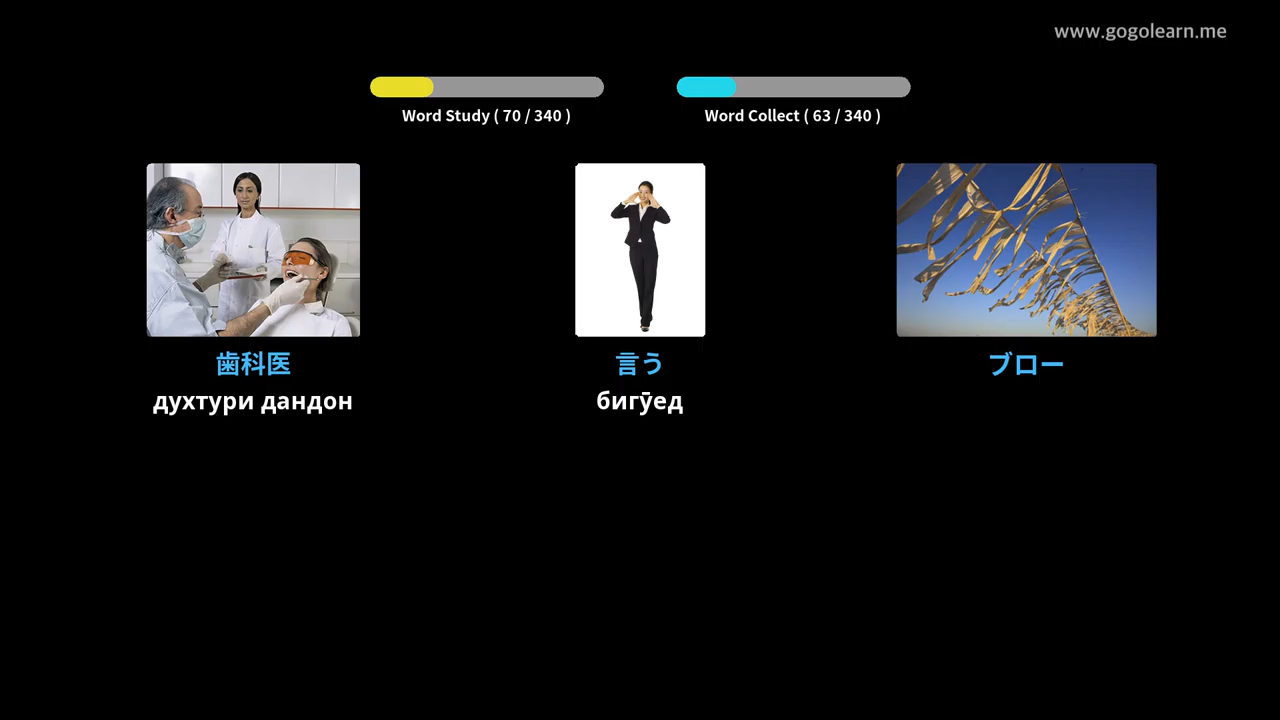 www.gogolearn.me
Word Study ( 70 / 340 )
Word Collect ( 63 / 340 )
歯科医
言う
ブロー
духтури дандон
бигӯед